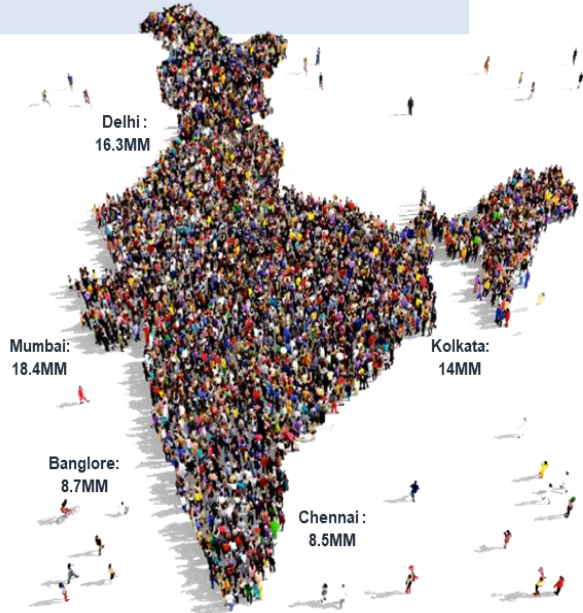 Delhi :
16.3MM
Mumbai:
18.4MM
Kolkata:
14MM
Banglore:
8.7MM
Chennai :
8.5MM